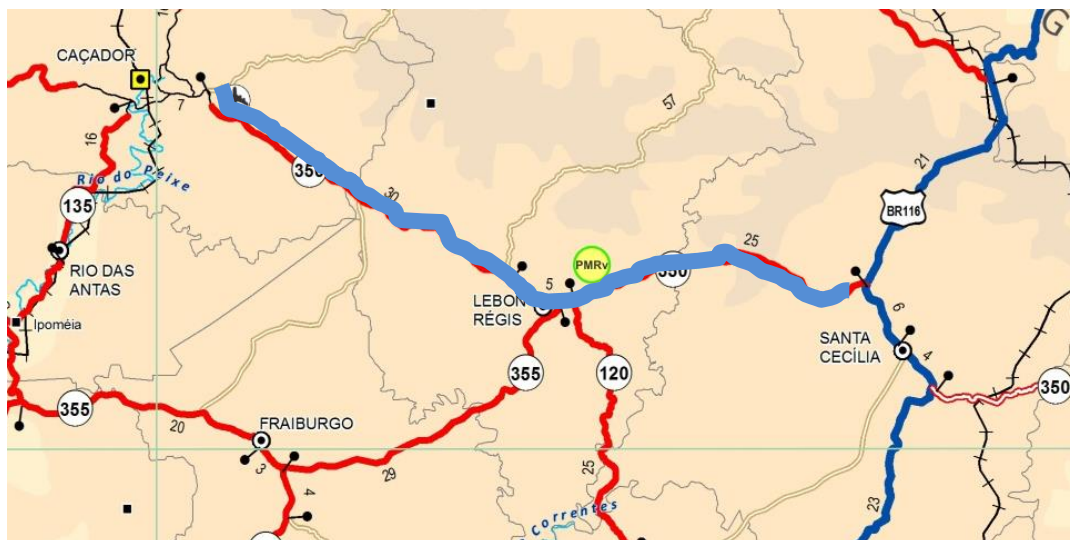 G
CAÇADOR
7
57
16
350
30
21
Rio do Peixe
135
BR116
RIO DAS
ANTAS
25
PMRv
350
5
LEBON
RÉGIS
Ipoméia
6
SANTA
CECÍLIA
4
355
120
350
355
20
FRAIBURGO
3
29
25
4
23
Correntes